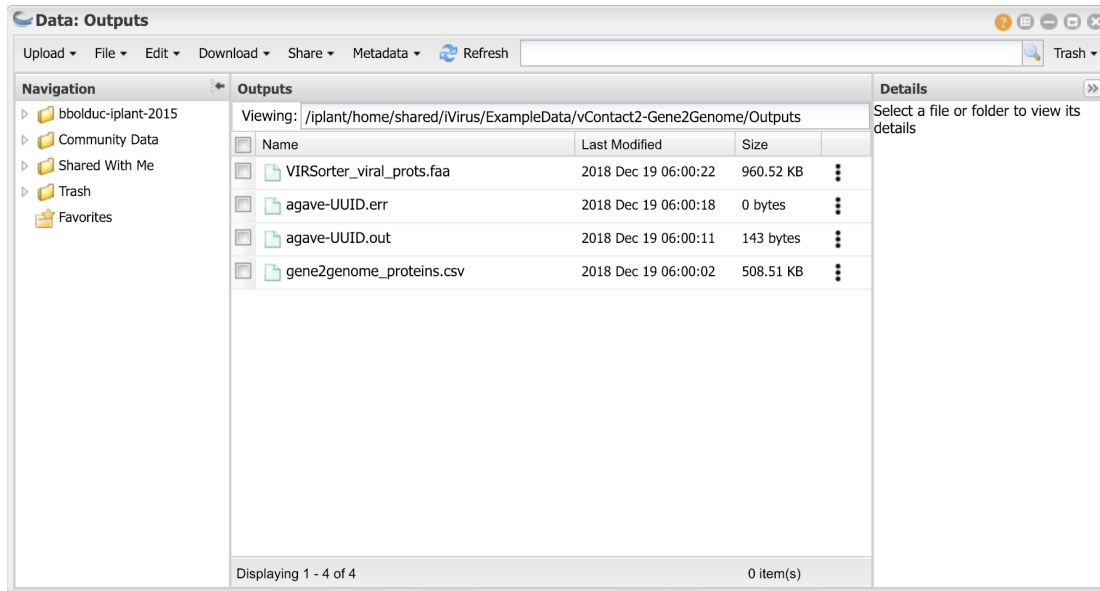 Data: Outputs
Upload File Edit Download Share Metadata Refresh Trash
Navigation
bbolduc-iplant-2015
Community Data
Shared With Me
Trash
Favorites
Outputs
Viewing: /iplant/home/shared/iVirus/ExampleData/vContact2-Gene2Genome/Outputs
Name Last Modified Size
VIRSorter_viral_prots.faa 2018 Dec 19 06:00:22 960.52 KB
agave-UUID.err 2018 Dec 19 06:00:18 0 bytes
agave-UUID.out 2018 Dec 19 06:00:11 143 bytes
gene2genome_proteins.csv 2018 Dec 19 06:00:02 508.51 KB
Displaying 1 - 4 of 4 0 item(s)
Details
Select a file or folder to view its
details